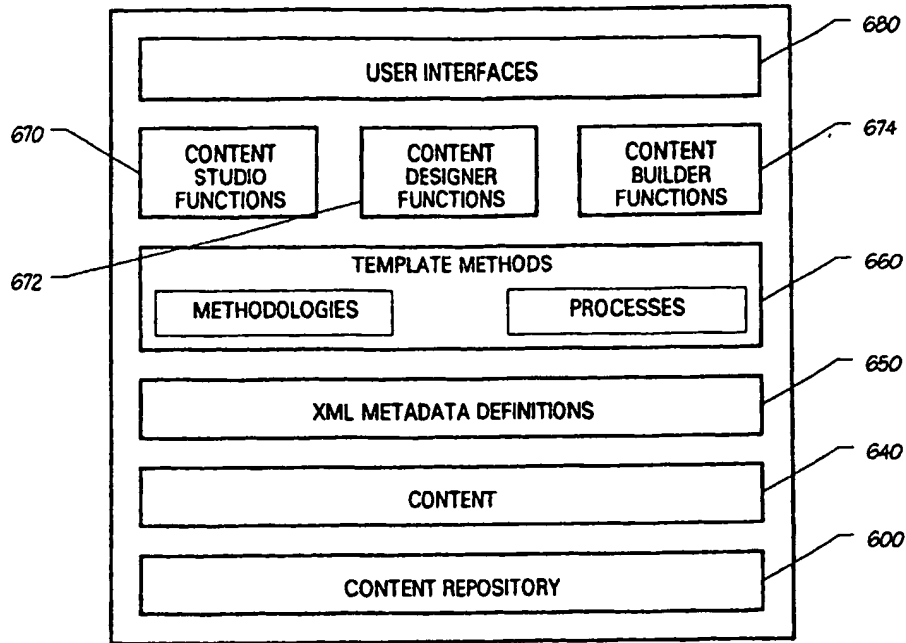 680
USER INTERFACES
670
CONTENT
STUDIO
FUNCTIONS
CONTENT
DESIGNER
FUNCTIONS
CONTENT
BUILDER
FUNCTIONS
674
672
TEMPLATE METHODS
METHODOLOGIES
PROCESSES
660
650
XML METADATA DEFINITIONS
640
CONTENT
600
CONTENT REPOSITORY